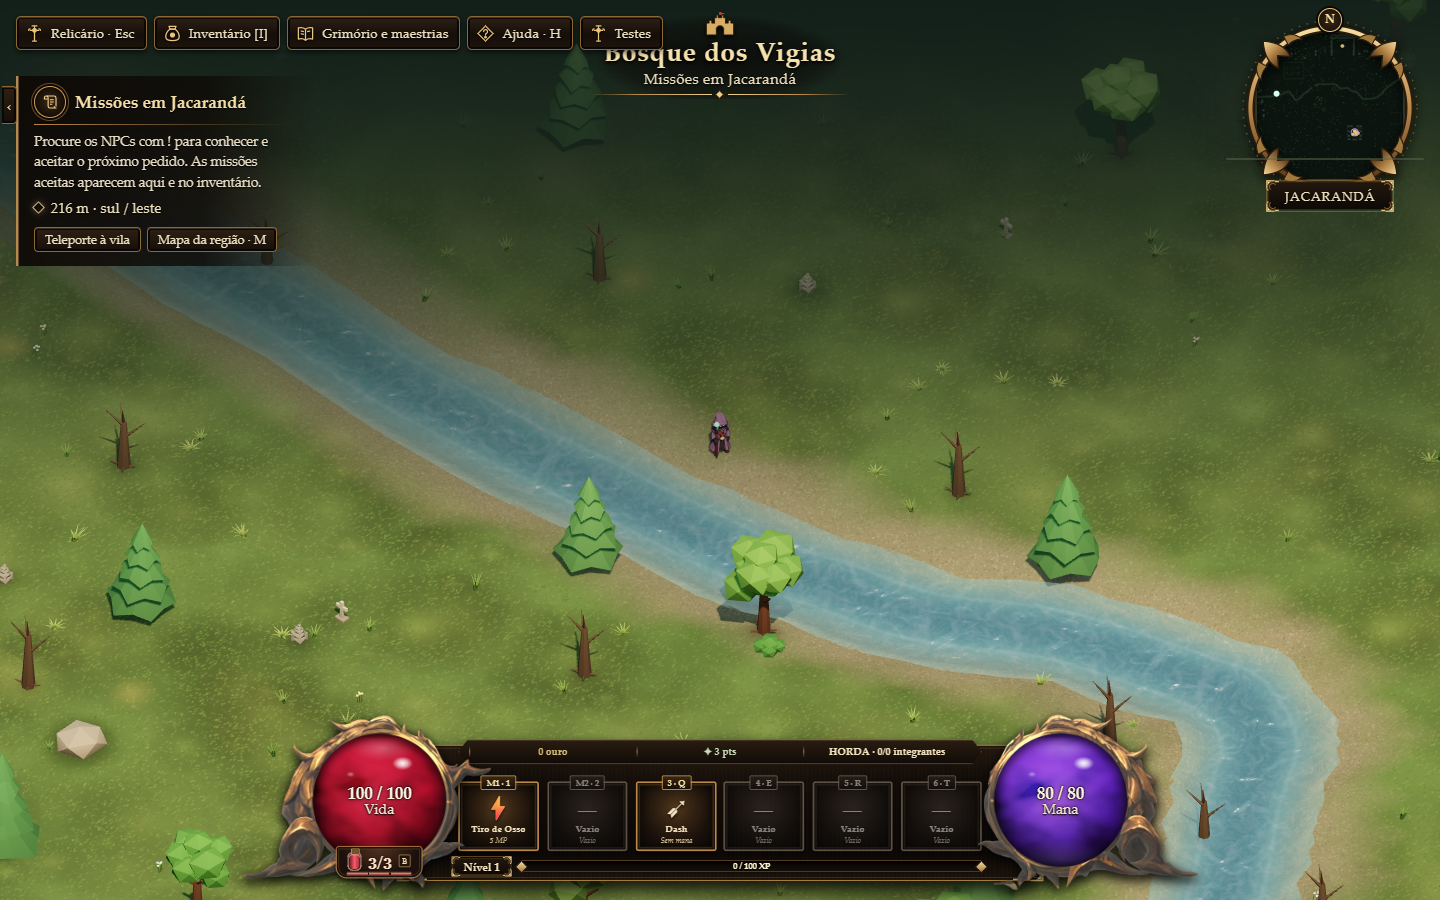 Relicário · Esc
Inventário [I]
Grimório e maestrias
Ajuda · H
Testes
Bosque dos Vigias
Missões em Jacarandá
N
JACARANDÁ
Missões em Jacarandá
Procure os NPCs com ! para conhecer e
aceitar o próximo pedido. As missões
aceitas aparecem aqui e no inventário.
216 m · sul / leste
Teleporte à vila
Mapa da região · M
0 ouro
3 pts
HORDA · 0/0 integrantes
100 / 100
Vida
3/3 B
M1 · 1
Tiro de Osso
5 MP
M2 · 2
Vazio
Vazio
3 · Q
Dash
Sem mana
4 · E
Vazio
Vazio
5 · R
Vazio
Vazio
6 · T
Vazio
Vazio
80 / 80
Mana
Nível 1
0 / 100 XP